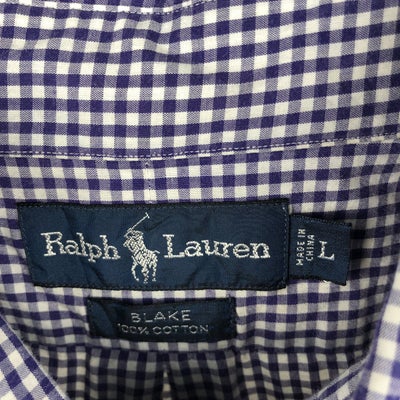 Ralph Lauren
MADE IN
CHINA
L
BLAKE
100% COTTON